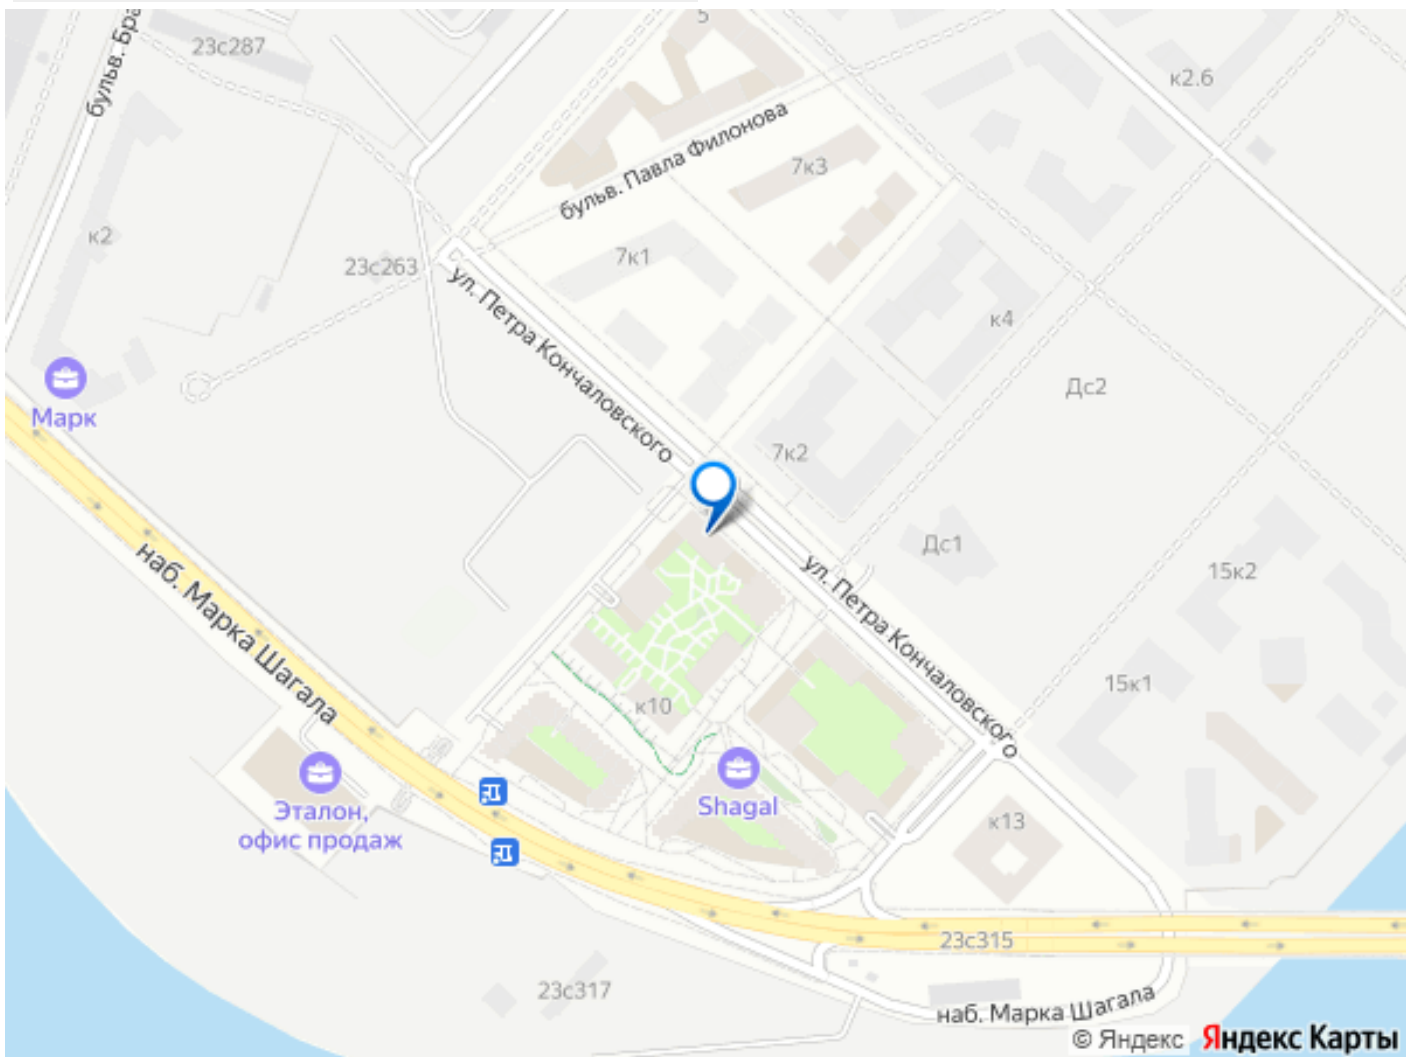 5
23с287
бульв. Бра
к2.6
бульв. Павла Филонова
7к3
к2
23с263
7к1
ул. Петра Кончаловского
к4
Марк
Дс2
7к2
Дс1
наб. Марка Шагала
ул. Петра Кончаловского
15к2
15к1
к10
Эталон,
офис продаж
Shagal
к13
23с315
23с317
наб. Марка Шагала
© Яндекс Яндекс Карты